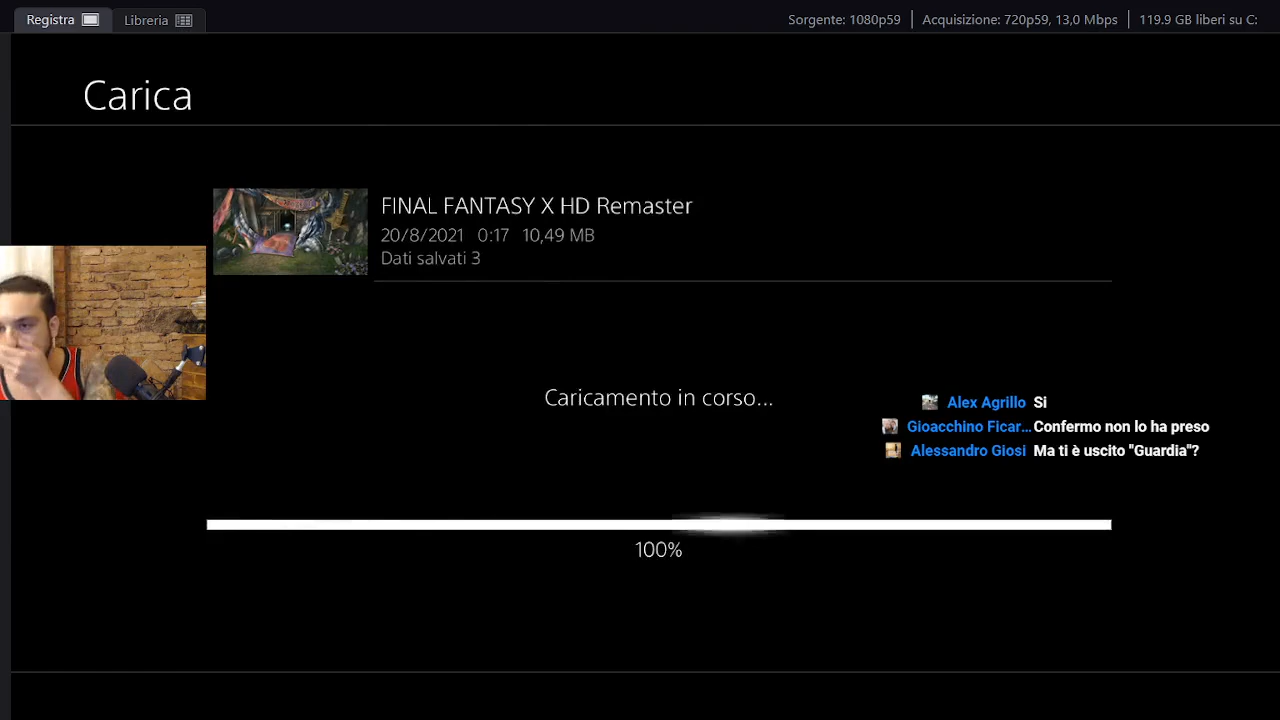 Registra
Libreria
Sorgente: 1080p59
Acquisizione: 720p59, 13,0 Mbps
119.9 GB liberi su C:
Carica
FINAL FANTASY X HD Remaster
20/8/2021 0:17 10,49 MB
Dati salvati 3
Caricamento in corso...
Alex Agrillo Si
Gioacchino Ficar... Confermo non lo ha preso
Alessandro Giosi Ma ti è uscito "Guardia"?
100%